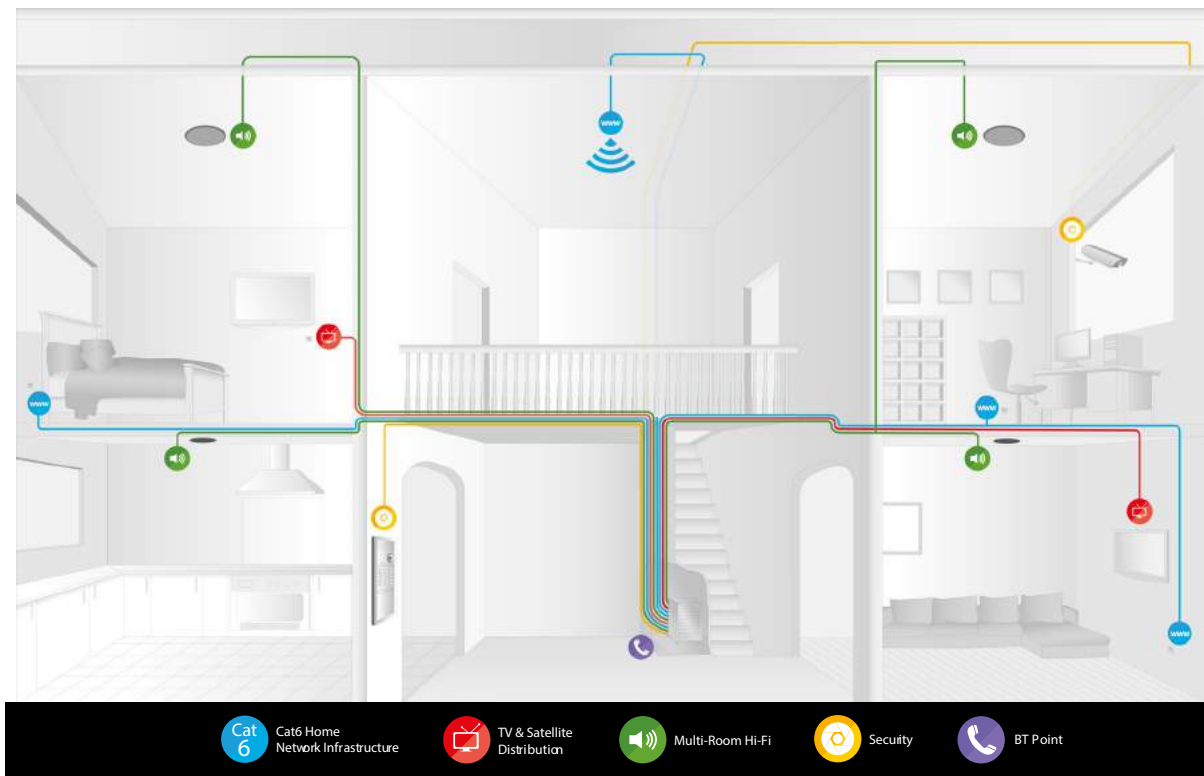 www
www
www
www
Cat
6
Cat6 Home
Network Infrastructure
TV & Satellite
Distribution
Multi-Room Hi-Fi
Security
BT Point